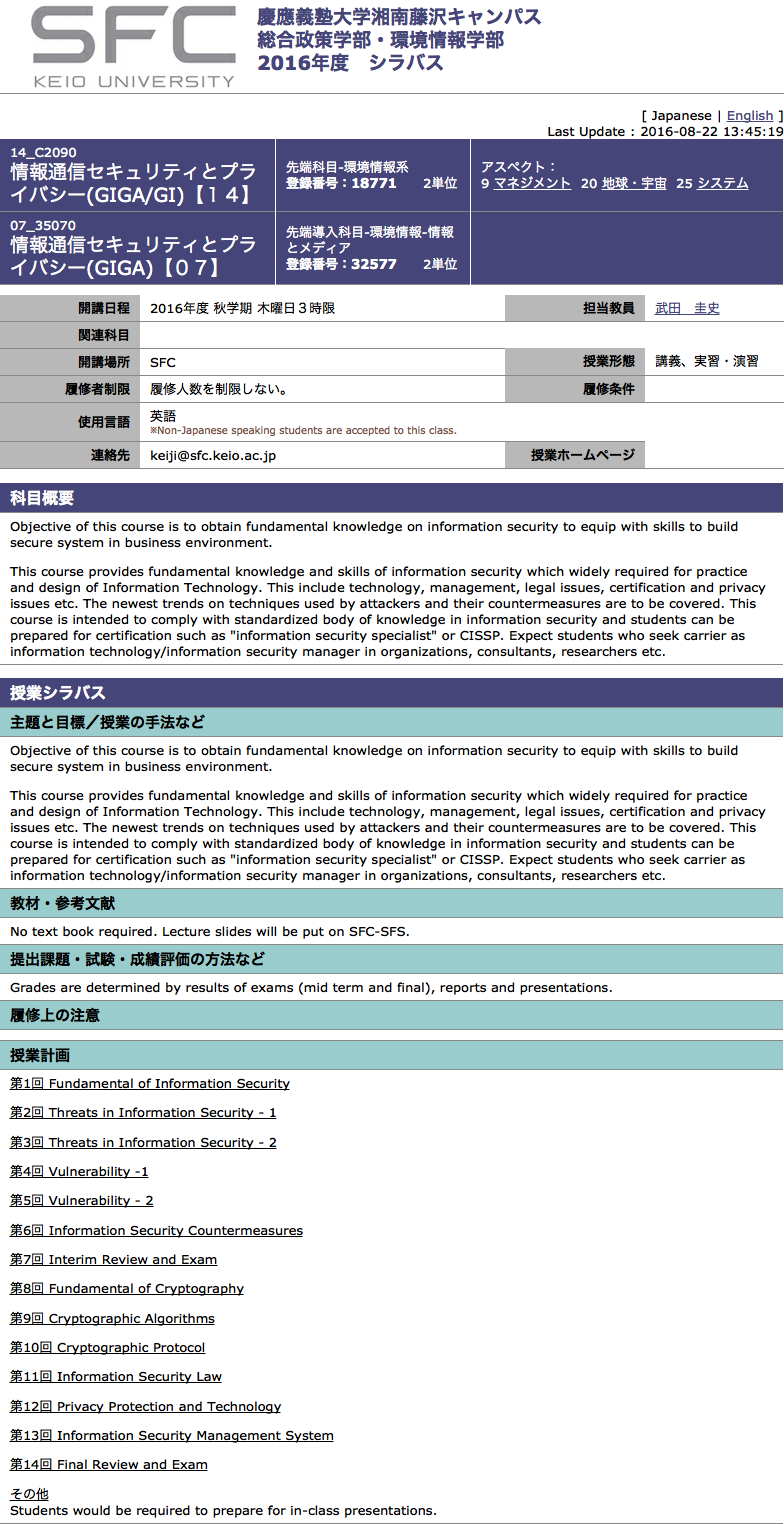 SFC
KEIO UNIVERSITY
慶應義塾大学湘南藤沢キャンパス
総合政策学部・環境情報学部
2016年度　シラバス
[ Japanese | English ]
Last Update : 2016-08-22 13:45:19
14_C2090
情報通信セキュリティとプラ
イバシー(GIGA/GI)【１４】
先端科目-環境情報系
登録番号：18771 2単位
アスペクト：
9 マネジメント 20 地球・宇宙 25 システム
07_35070
情報通信セキュリティとプラ
イバシー(GIGA)【０７】
先端導入科目-環境情報-情報
とメディア
登録番号：32577 2単位
開講日程 2016年度 秋学期 木曜日３時限 担当教員 武田　圭史
関連科目
開講場所 SFC 授業形態 講義、実習・演習
履修者制限 履修人数を制限しない。 履修条件
使用言語 英語
※Non-Japanese speaking students are accepted to this class.
連絡先 keiji@sfc.keio.ac.jp 授業ホームページ
科目概要
Objective of this course is to obtain fundamental knowledge on information security to equip with skills to build
secure system in business environment.
This course provides fundamental knowledge and skills of information security which widely required for practice
and design of Information Technology. This include technology, management, legal issues, certification and privacy
issues etc. The newest trends on techniques used by attackers and their countermeasures are to be covered. This
course is intended to comply with standardized body of knowledge in information security and students can be
prepared for certification such as "information security specialist" or CISSP. Expect students who seek carrier as
information technology/information security manager in organizations, consultants, researchers etc.
授業シラバス
主題と目標／授業の手法など
Objective of this course is to obtain fundamental knowledge on information security to equip with skills to build
secure system in business environment.
This course provides fundamental knowledge and skills of information security which widely required for practice
and design of Information Technology. This include technology, management, legal issues, certification and privacy
issues etc. The newest trends on techniques used by attackers and their countermeasures are to be covered. This
course is intended to comply with standardized body of knowledge in information security and students can be
prepared for certification such as "information security specialist" or CISSP. Expect students who seek carrier as
information technology/information security manager in organizations, consultants, researchers etc.
教材・参考文献
No text book required. Lecture slides will be put on SFC-SFS.
提出課題・試験・成績評価の方法など
Grades are determined by results of exams (mid term and final), reports and presentations.
履修上の注意
授業計画
第1回 Fundamental of Information Security
第2回 Threats in Information Security - 1
第3回 Threats in Information Security - 2
第4回 Vulnerability -1
第5回 Vulnerability - 2
第6回 Information Security Countermeasures
第7回 Interim Review and Exam
第8回 Fundamental of Cryptography
第9回 Cryptographic Algorithms
第10回 Cryptographic Protocol
第11回 Information Security Law
第12回 Privacy Protection and Technology
第13回 Information Security Management System
第14回 Final Review and Exam
その他
Students would be required to prepare for in-class presentations.